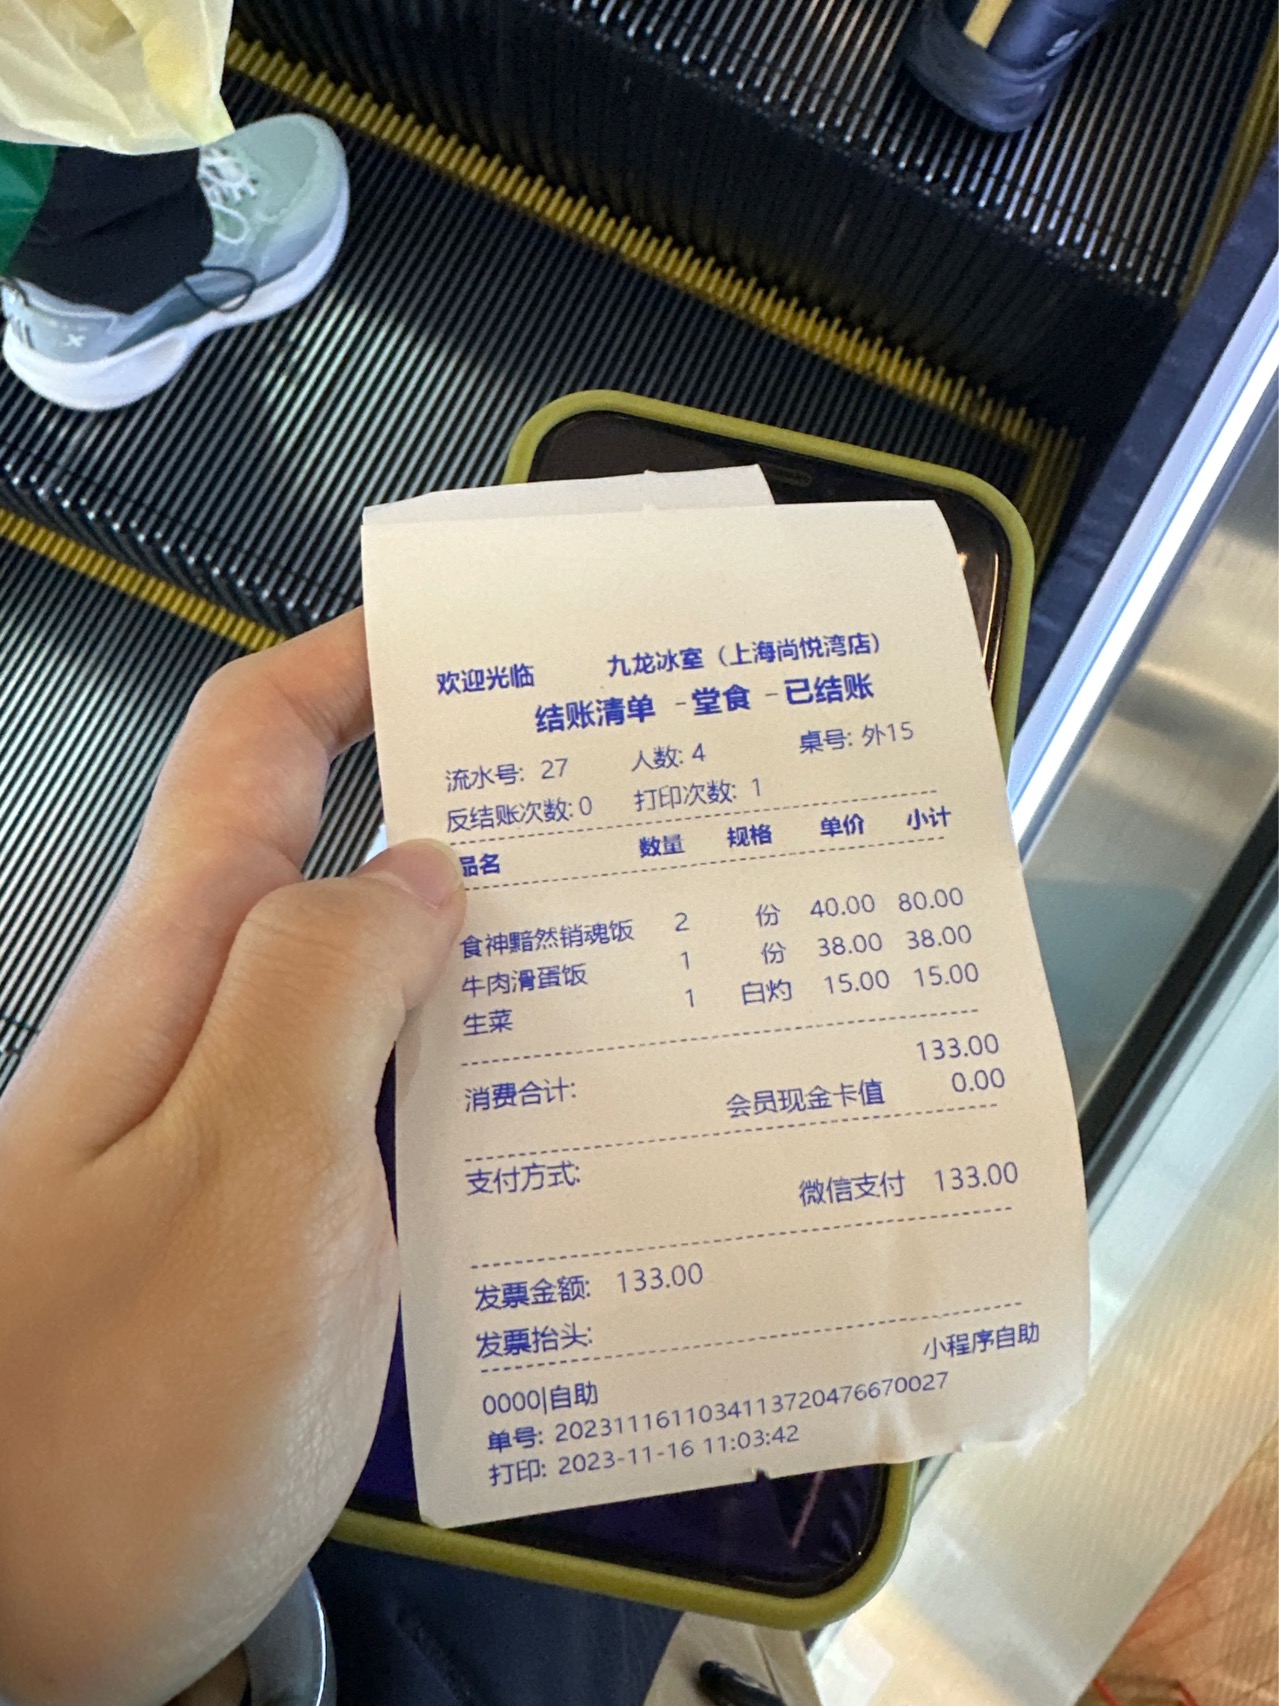 欢迎光临 九龙冰室（上海尚悦湾店）
结账清单 -堂食 -已结账
流水号: 27 人数: 4 桌号: 外15
反结账次数: 0 打印次数: 1
品名 数量 规格 单价 小计
食神黯然销魂饭 2 份 40.00 80.00
牛肉滑蛋饭 1 份 38.00 38.00
生菜 1 白灼 15.00 15.00
消费合计: 133.00
会员现金卡值 0.00
支付方式:
微信支付 133.00
发票金额: 133.00
发票抬头:
小程序自助
0000|自助
单号: 2023111611034113720476670027
打印: 2023-11-16 11:03:42